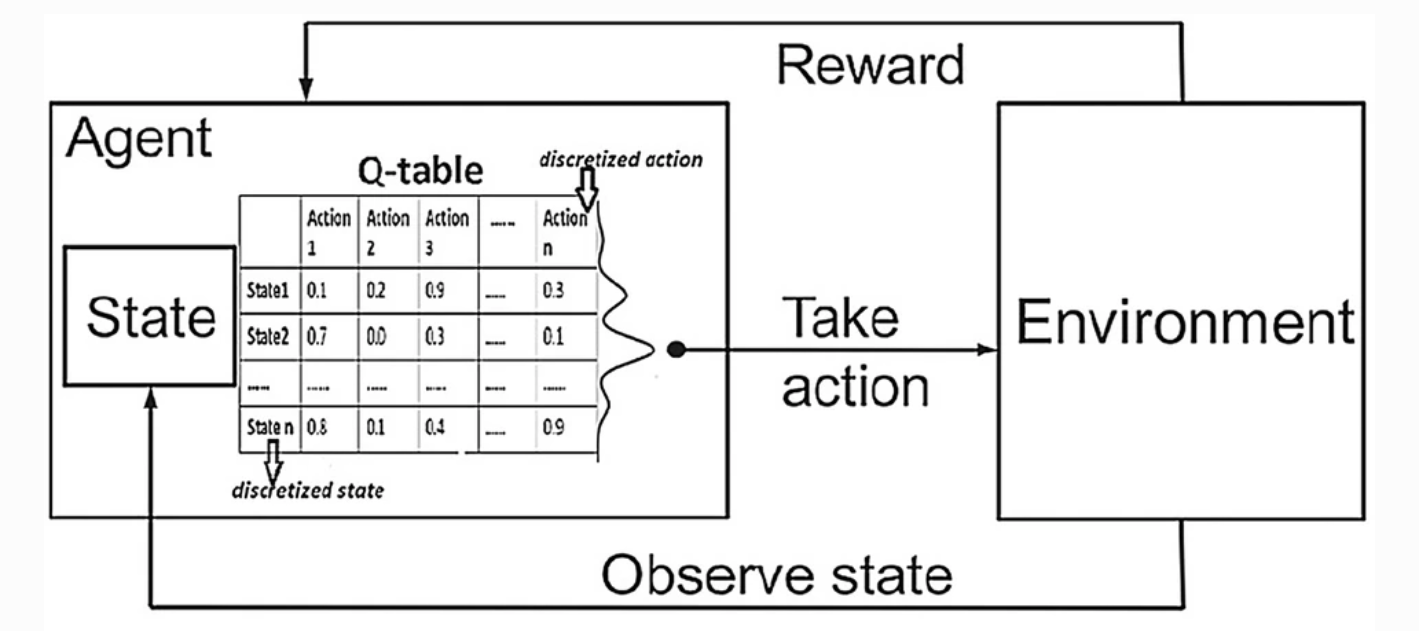 Reward
Agent
Q-table
discretized action
Action 1 Action 2 Action 3 ...... Action n
State1 0.1 0.2 0.9 ...... 0.3
State2 0.7 0.0 0.3 ...... 0.1
...... ...... ...... ...... ...... ......
State n 0.8 0.1 0.4 ...... 0.9
discretized state
State
Take
action
Environment
Observe state